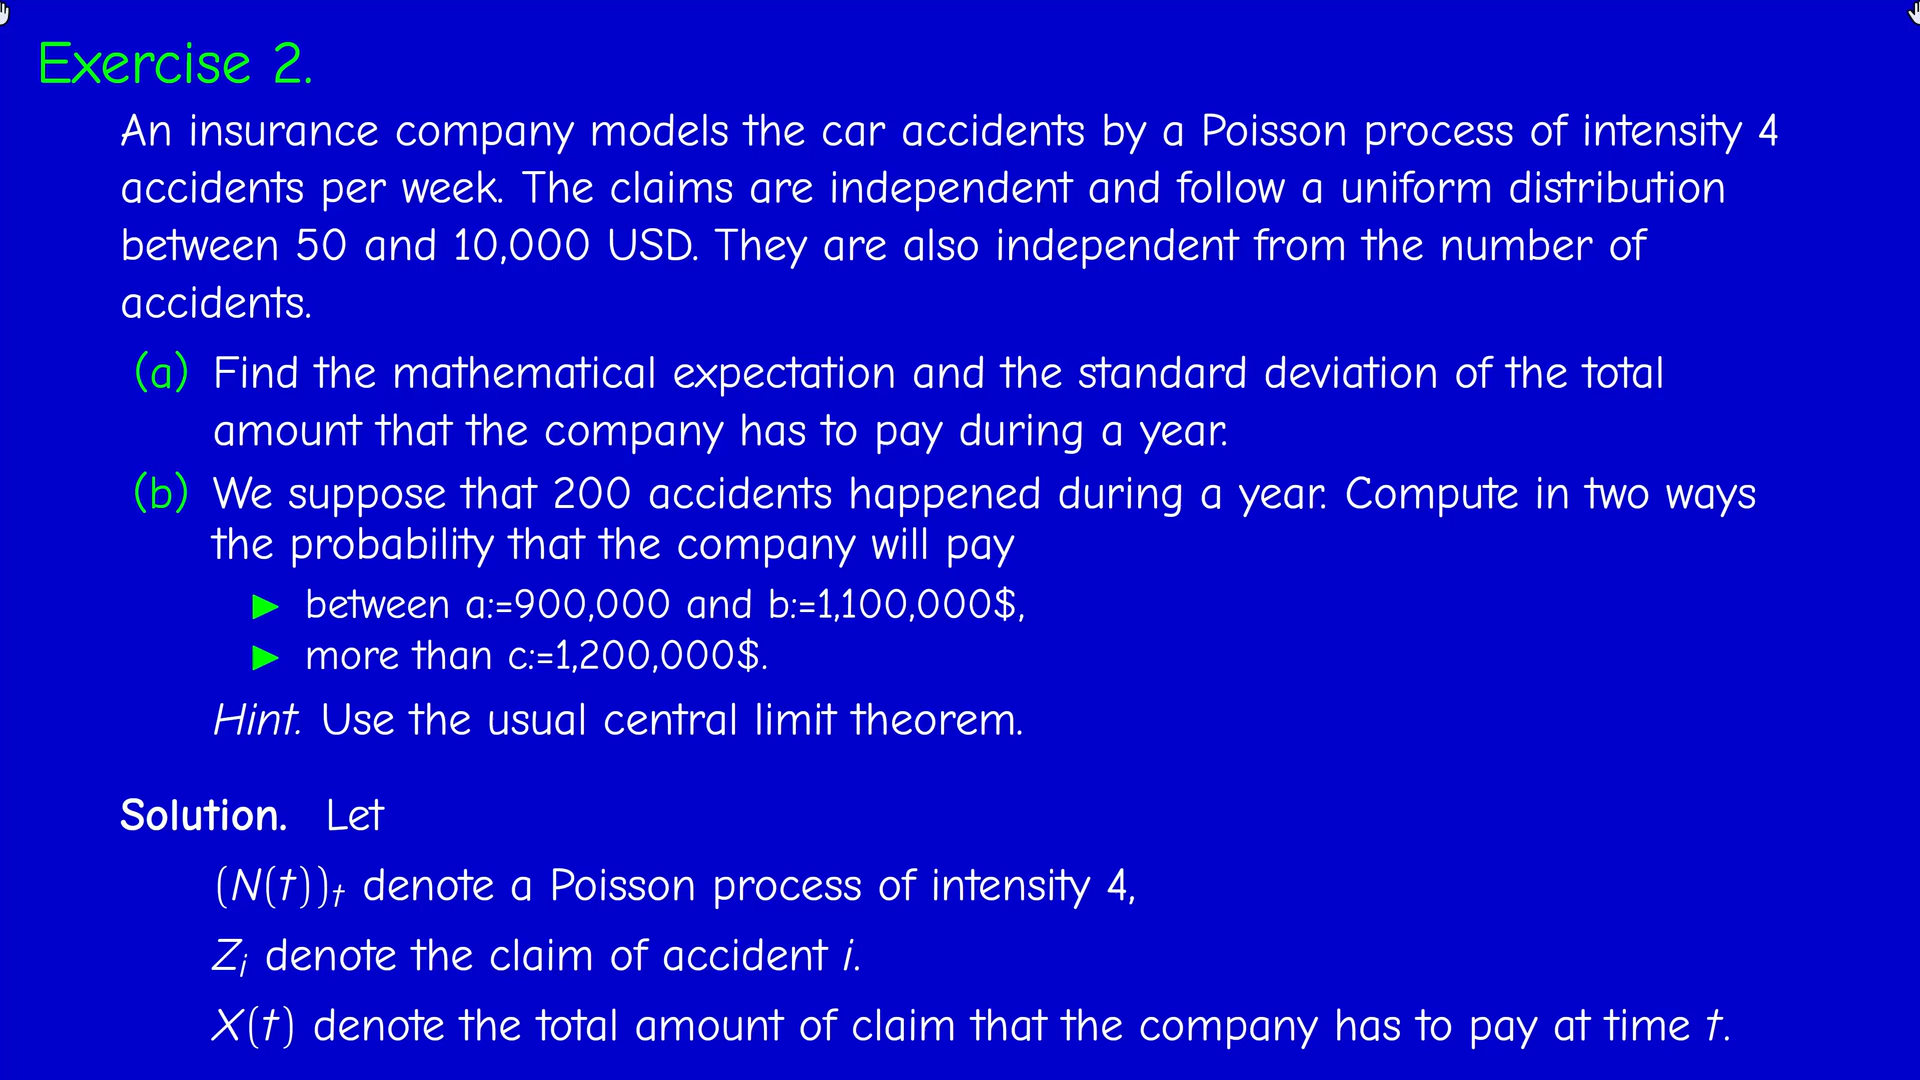 Exercise 2.
An insurance company models the car accidents by a Poisson process of intensity 4
accidents per week. The claims are independent and follow a uniform distribution
between 50 and 10,000 USD. They are also independent from the number of
accidents.
(a) Find the mathematical expectation and the standard deviation of the total
amount that the company has to pay during a year.
(b) We suppose that 200 accidents happened during a year. Compute in two ways
the probability that the company will pay
▶ between a:=900,000 and b:=1,100,000$,
▶ more than c:=1,200,000$.
Hint. Use the usual central limit theorem.
Solution. Let
(N(t))ₜ denote a Poisson process of intensity 4,
Zᵢ denote the claim of accident i.
X(t) denote the total amount of claim that the company has to pay at time t.